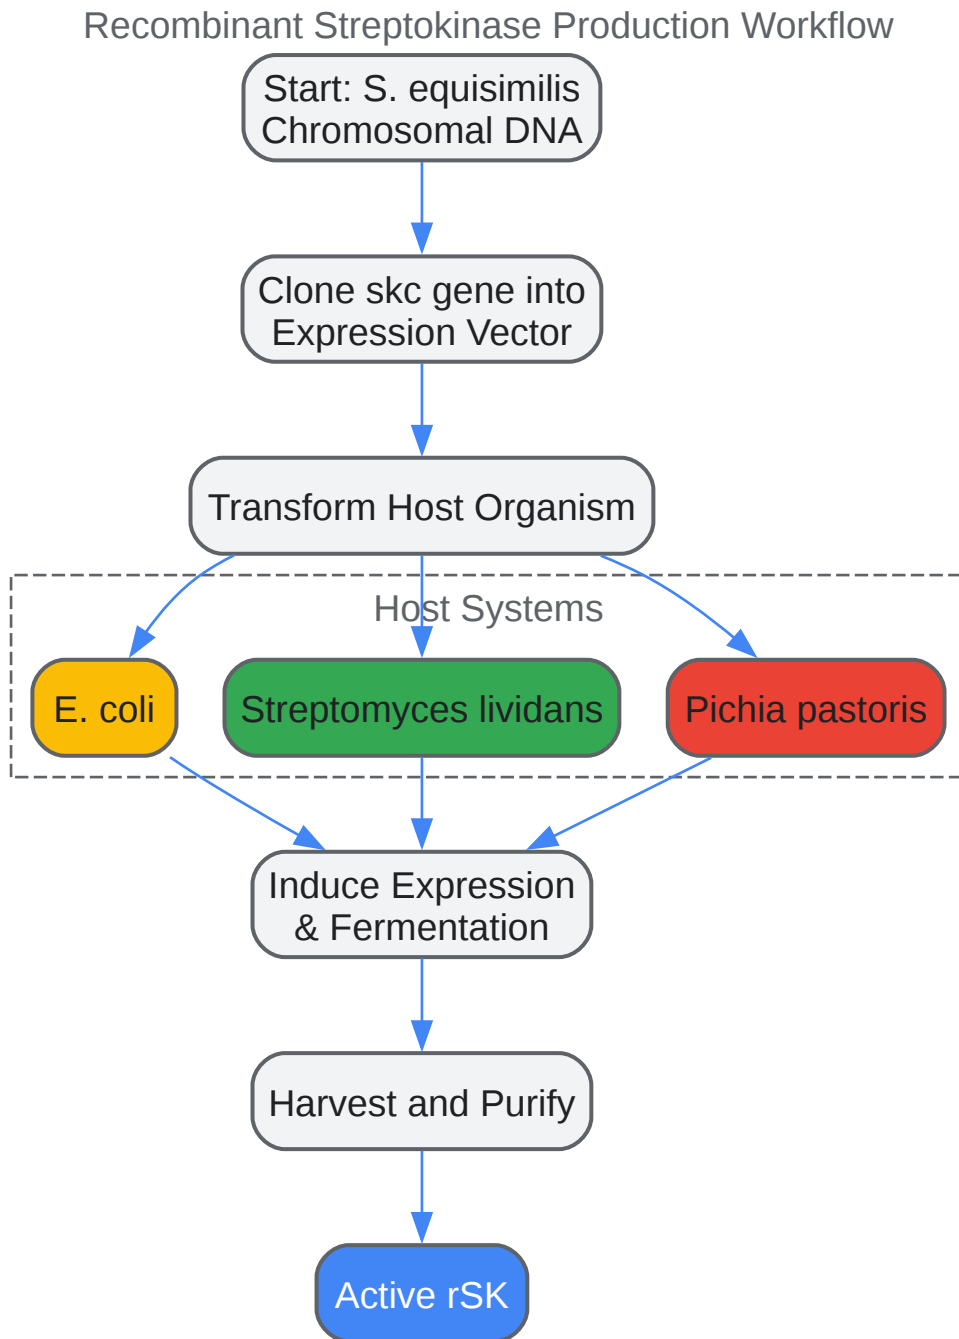 Recombinant Streptokinase Production Workflow
Start: S. equisimilis
Chromosomal DNA
Clone skc gene into
Expression Vector
Transform Host Organism
Host Systems
E. coli
Streptomyces lividans
Pichia pastoris
Induce Expression
& Fermentation
Harvest and Purify
Active rSK